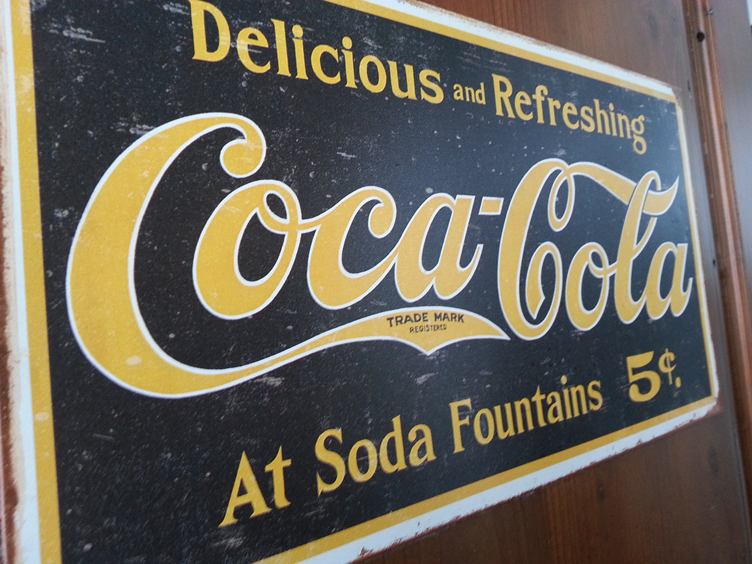 Delicious and Refreshing
Coca-Cola
TRADE MARK
REGISTERED
At Soda Fountains 5¢.